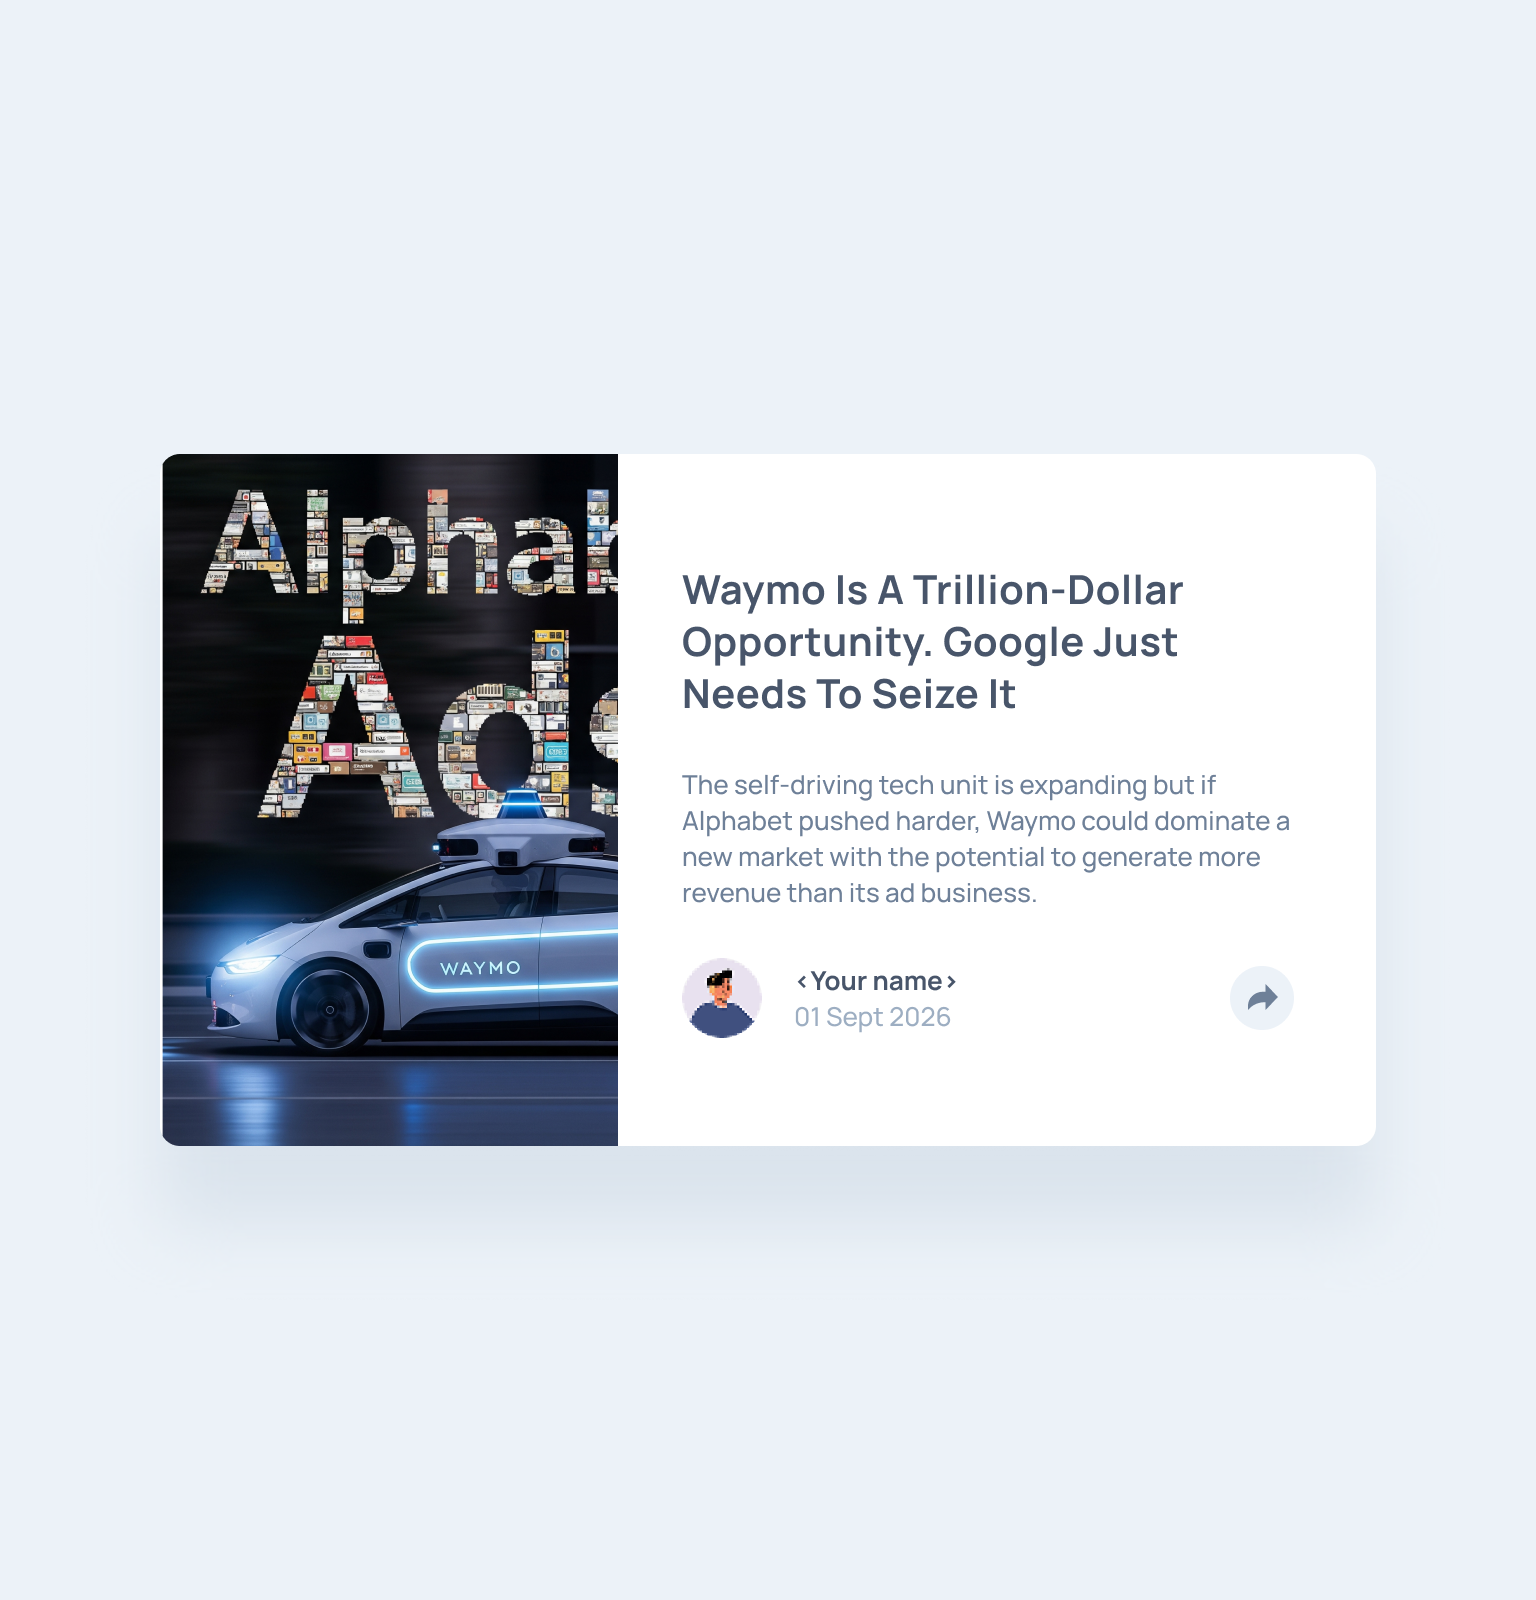 Alphab
Ads
WAYMO
Waymo Is A Trillion-Dollar
Opportunity. Google Just
Needs To Seize It
The self-driving tech unit is expanding but if
Alphabet pushed harder, Waymo could dominate a
new market with the potential to generate more
revenue than its ad business.
<Your name>
01 Sept 2026